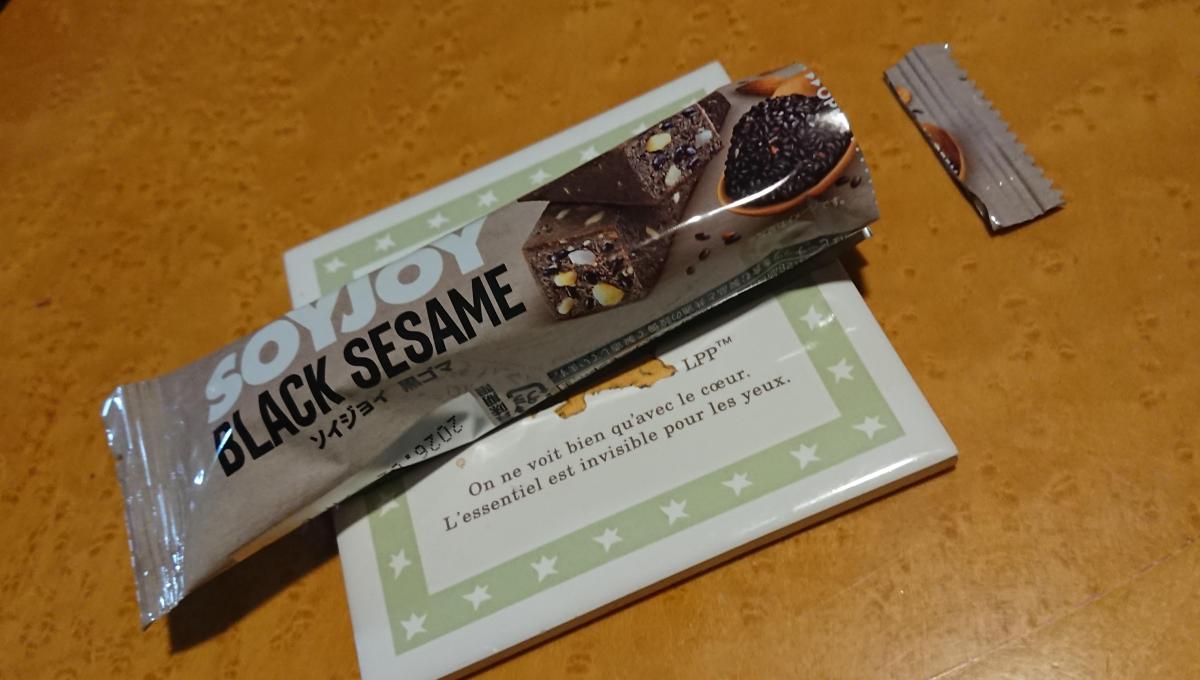 SOYJOY
BLACK SESAME
ソイジョイ 黒ゴマ
2026.
LPP™
On ne voit bien qu'avec le cœur.
L'essentiel est invisible pour les yeux.